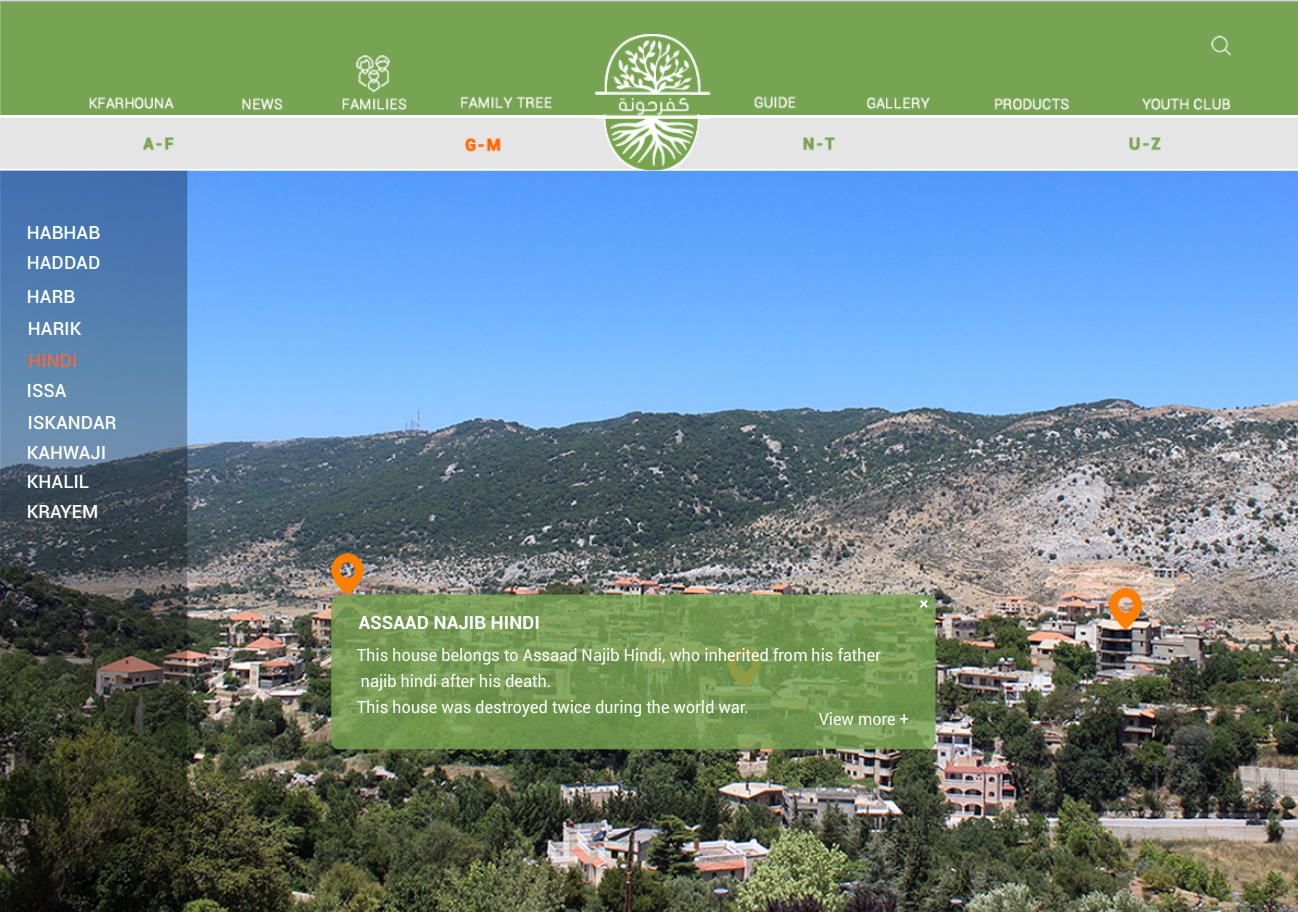 KFARHOUNA
NEWS
FAMILIES
FAMILY TREE
كفرحونة
GUIDE
GALLERY
PRODUCTS
YOUTH CLUB
A-F
G-M
N-T
U-Z
HABHAB
HADDAD
HARB
HARIK
HINDI
ISSA
ISKANDAR
KAHWAJI
KHALIL
KRAYEM
ASSAAD NAJIB HINDI
This house belongs to Assaad Najib Hindi, who inherited from his father
najib hindi after his death.
This house was destroyed twice during the world war.
View more +